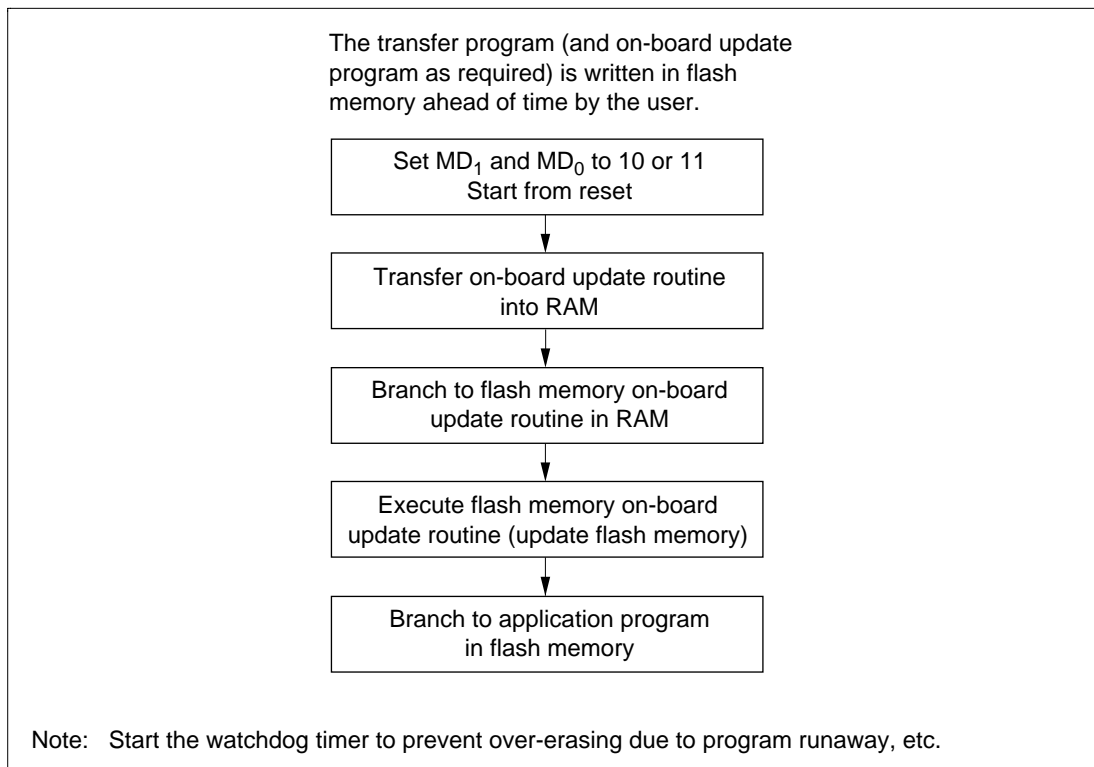 The transfer program (and on-board update
program as required) is written in flash
memory ahead of time by the user.
Set MD₁ and MD₀ to 10 or 11
Start from reset
Transfer on-board update routine
into RAM
Branch to flash memory on-board
update routine in RAM
Execute flash memory on-board
update routine (update flash memory)
Branch to application program
in flash memory
Note: Start the watchdog timer to prevent over-erasing due to program runaway, etc.